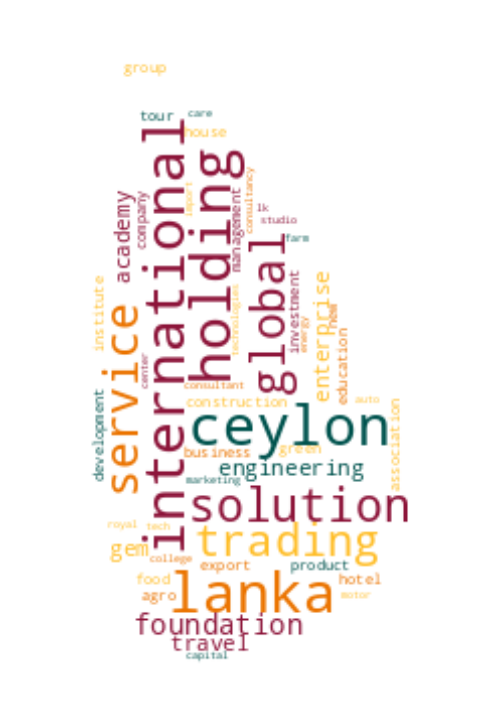 group
tour
care
house
international
holding
academy
company
import
management
consultancy
lk
studio
farm
global
institute
service
technologies
investment
energy
enterprise
new
education
center
consultant
construction
auto
association
development
ceylon
business
green
engineering
marketing
solution
royal
tech
trading
gem
college
export
product
food
hotel
agro
lanka
motor
foundation
travel
capital